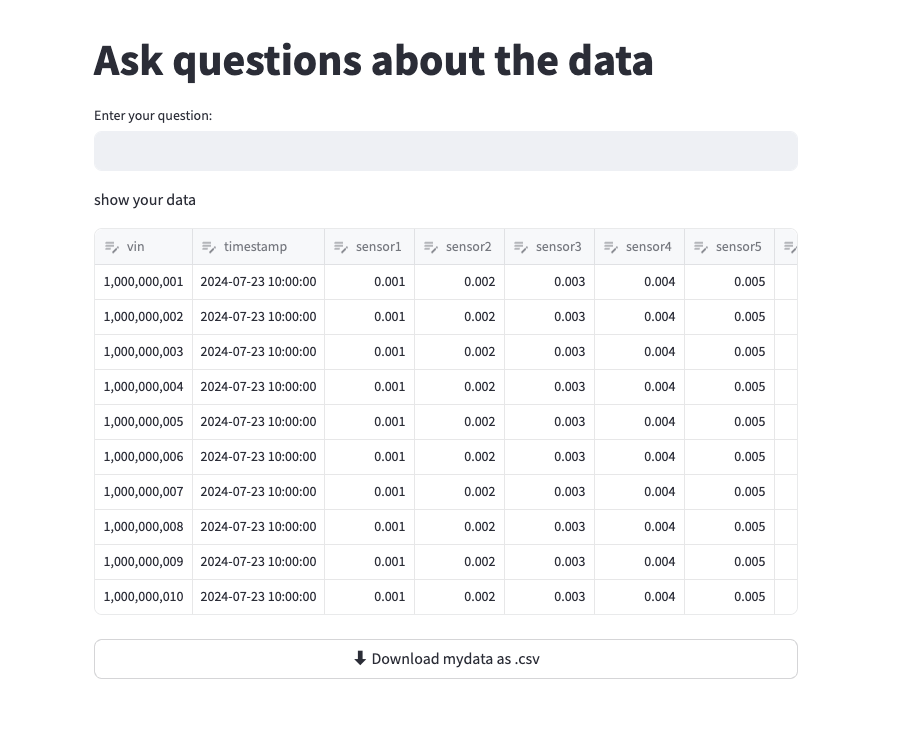 Ask questions about the data
Enter your question:
show your data
vin timestamp sensor1 sensor2 sensor3 sensor4 sensor5
1,000,000,001 2024-07-23 10:00:00 0.001 0.002 0.003 0.004 0.005
1,000,000,002 2024-07-23 10:00:00 0.001 0.002 0.003 0.004 0.005
1,000,000,003 2024-07-23 10:00:00 0.001 0.002 0.003 0.004 0.005
1,000,000,004 2024-07-23 10:00:00 0.001 0.002 0.003 0.004 0.005
1,000,000,005 2024-07-23 10:00:00 0.001 0.002 0.003 0.004 0.005
1,000,000,006 2024-07-23 10:00:00 0.001 0.002 0.003 0.004 0.005
1,000,000,007 2024-07-23 10:00:00 0.001 0.002 0.003 0.004 0.005
1,000,000,008 2024-07-23 10:00:00 0.001 0.002 0.003 0.004 0.005
1,000,000,009 2024-07-23 10:00:00 0.001 0.002 0.003 0.004 0.005
1,000,000,010 2024-07-23 10:00:00 0.001 0.002 0.003 0.004 0.005
⬇ Download mydata as .csv